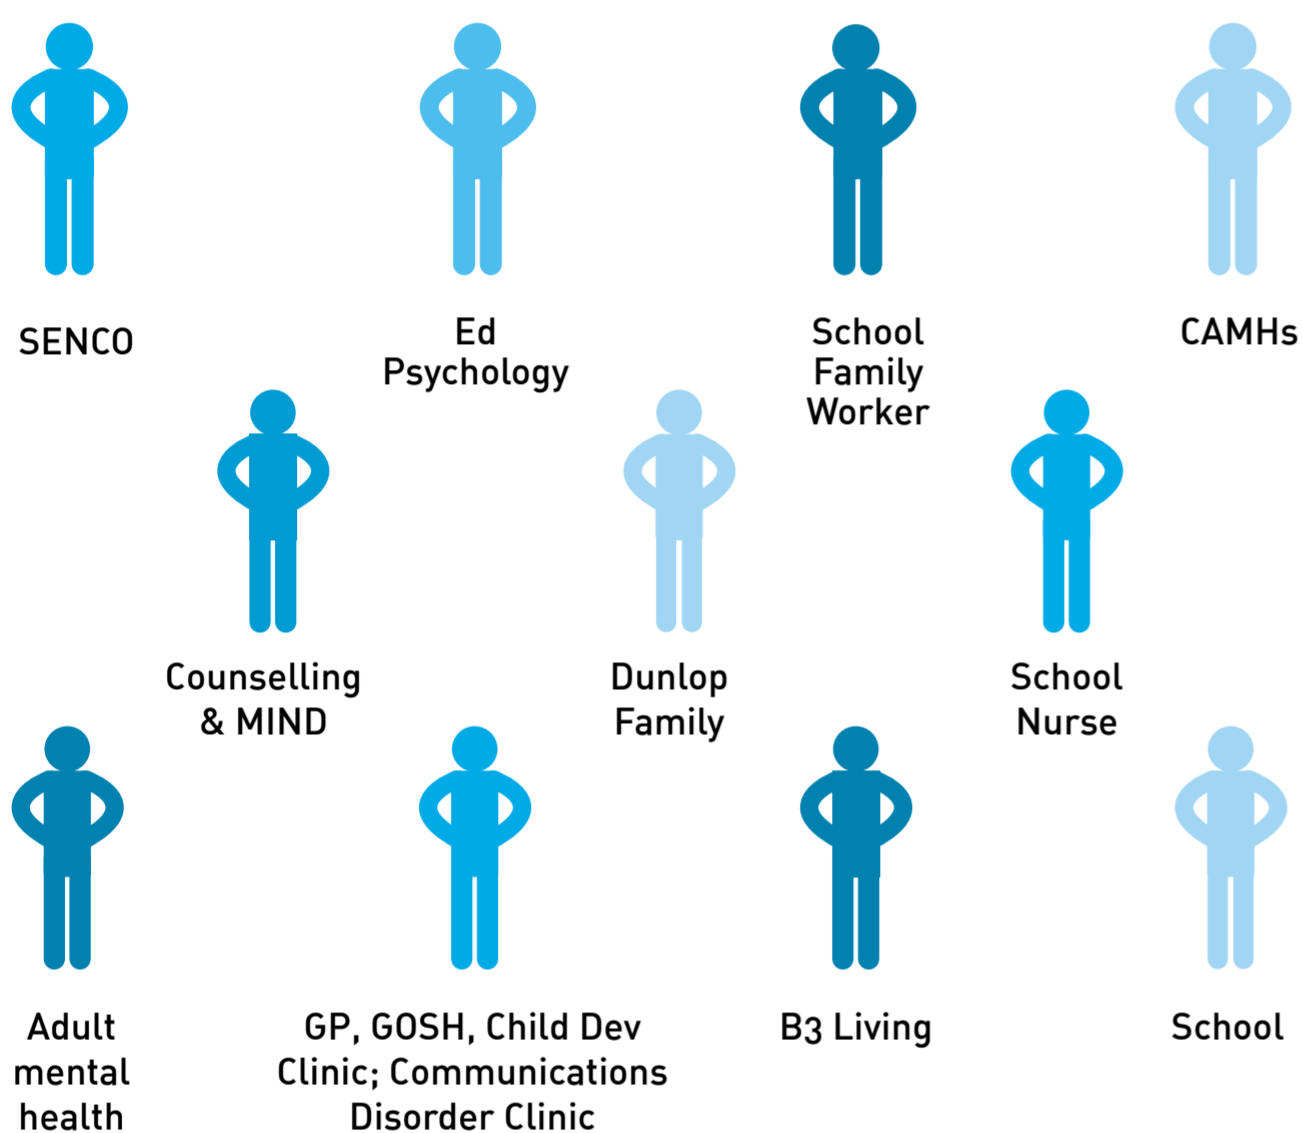 SENCO
Ed
Psychology
School
Family
Worker
CAMHs
Counselling
& MIND
Dunlop
Family
School
Nurse
Adult
mental
health
GP, GOSH, Child Dev
Clinic; Communications
Disorder Clinic
B3 Living
School